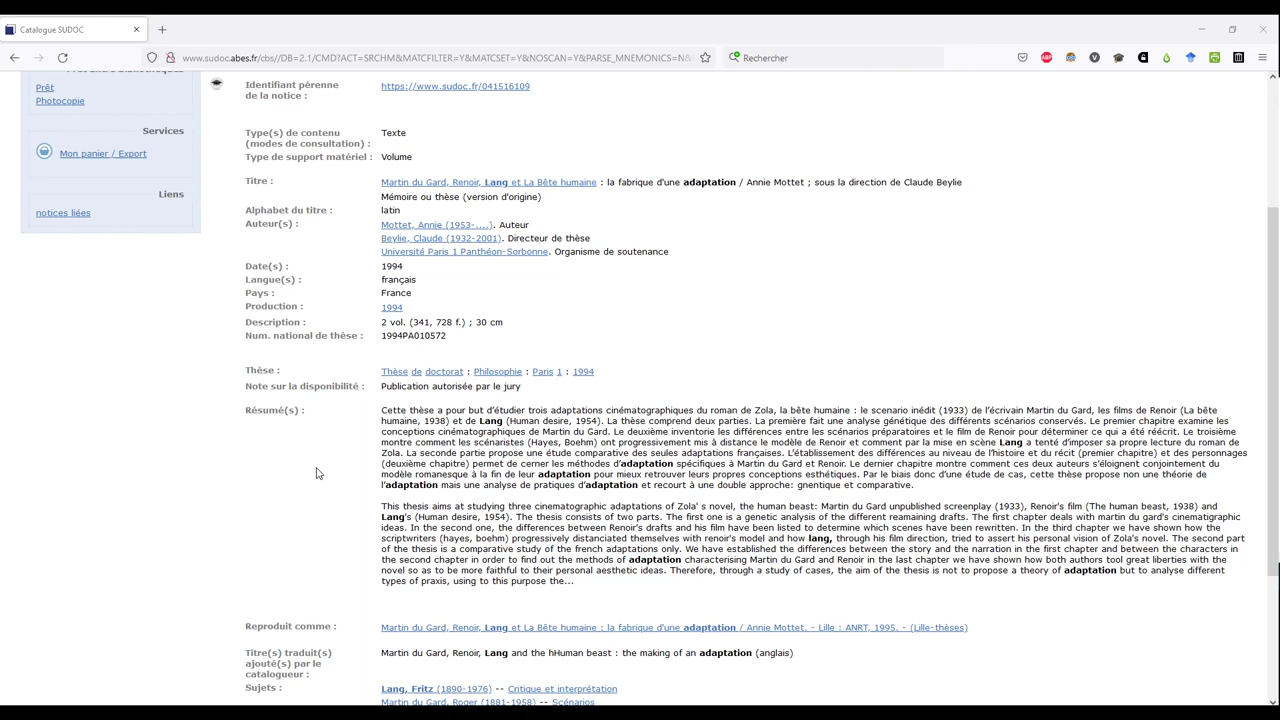 Catalogue SUDOC
www.sudoc.abes.fr/cbs//DB=2.1/CMD?ACT=SRCHM&MATCFILTER=Y&MATCSET=Y&NOSCAN=Y&PARSE_MNEMONICS=N&
Rechercher
Prêt
Photocopie
Services
Mon panier / Export
Liens
notices liées
Identifiant pérenne
de la notice :
https://www.sudoc.fr/041516109
Type(s) de contenu
(modes de consultation) :
Texte
Type de support matériel : Volume
Titre : Martin du Gard, Renoir, Lang et La Bête humaine : la fabrique d'une adaptation / Annie Mottet ; sous la direction de Claude Beylie
Mémoire ou thèse (version d'origine)
Alphabet du titre : latin
Auteur(s) : Mottet, Annie (1953-....). Auteur
Beylie, Claude (1932-2001). Directeur de thèse
Université Paris 1 Panthéon-Sorbonne. Organisme de soutenance
Date(s) : 1994
Langue(s) : français
Pays : France
Production : 1994
Description : 2 vol. (341, 728 f.) ; 30 cm
Num. national de thèse : 1994PA010572
Thèse : Thèse de doctorat : Philosophie : Paris 1 : 1994
Note sur la disponibilité : Publication autorisée par le jury
Résumé(s) : Cette thèse a pour but d’étudier trois adaptations cinématographiques du roman de Zola, la bête humaine : le scenario inédit (1933) de l’écrivain Martin du Gard, les films de Renoir (La bête
humaine, 1938) et de Lang (Human desire, 1954). La thèse comprend deux parties. La première fait une analyse génétique des différents scénarios conservés. Le premier chapitre examine les
conceptions cinématographiques de Martin du Gard. Le deuxième inventorie les différences entre les scénarios préparatoires et le film de Renoir pour déterminer ce qui a été réécrit. Le troisième
montre comment les scénaristes (Hayes, Boehm) ont progressivement mis à distance le modèle de Renoir et comment par la mise en scène Lang a tenté d’imposer sa propre lecture du roman de
Zola. La seconde partie propose une étude comparative des seules adaptations françaises. L’établissement des différences au niveau de l’histoire et du récit (premier chapitre) et des personnages
(deuxième chapitre) permet de cerner les méthodes d’adaptation spécifiques à Martin du Gard et Renoir. Le dernier chapitre montre comment ces deux auteurs s’éloignent conjointement du
modèle romanesque à la fin de leur adaptation pour mieux retrouver leurs propres conceptions esthétiques. Par le biais donc d’une étude de cas, cette thèse propose non une théorie de
l’adaptation mais une analyse de pratiques d’adaptation et recourt à une double approche: gnentique et comparative.
This thesis aims at studying three cinematographic adaptations of Zola' s novel, the human beast: Martin du Gard unpublished screenplay (1933), Renoir's film (The human beast, 1938) and
Lang's (Human desire, 1954). The thesis consists of two parts. The first one is a genetic analysis of the different reamaining drafts. The first chapter deals with martin du gard's cinematographic
ideas. In the second one, the differences between Renoir's drafts and his film have been listed to determine which scenes have been rewritten. In the third chapter we have shown how the
scriptwriters (hayes, boehm) progressively distanciated themselves with renoir's model and how lang, through his film direction, tried to assert his personal vision of Zola's novel. The second part
of the thesis is a comparative study of the french adaptations only. We have established the differences between the story and the narration in the first chapter and between the characters in
the second chapter in order to find out the methods of adaptation characterising Martin du Gard and Renoir in the last chapter we have shown how both authors tool great liberties with the
novel so as to be more faithful to their personal aesthetic ideas. Therefore, through a study of cases, the aim of the thesis is not to propose a theory of adaptation but to analyse different
types of praxis, using to this purpose the...
Reproduit comme : Martin du Gard, Renoir, Lang et La Bête humaine : la fabrique d'une adaptation / Annie Mottet. - Lille : ANRT, 1995. - (Lille-thèses)
Titre(s) traduit(s)
ajouté(s) par le
catalogueur :
Martin du Gard, Renoir, Lang and the hHuman beast : the making of an adaptation (anglais)
Sujets : Lang, Fritz (1890-1976) -- Critique et interprétation
Martin du Gard, Roger (1881-1958) -- Scénarios